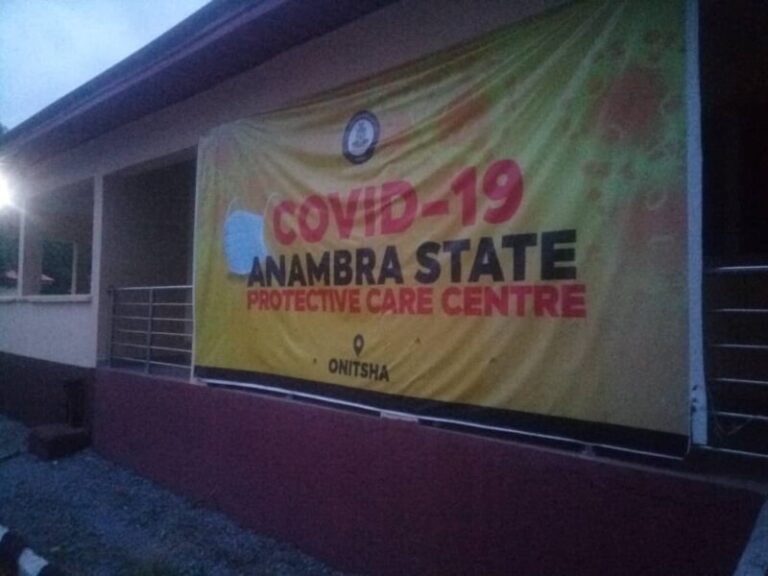 COVID-19
ANAMBRA STATE
PROTECTIVE CARE CENTRE
ONITSHA